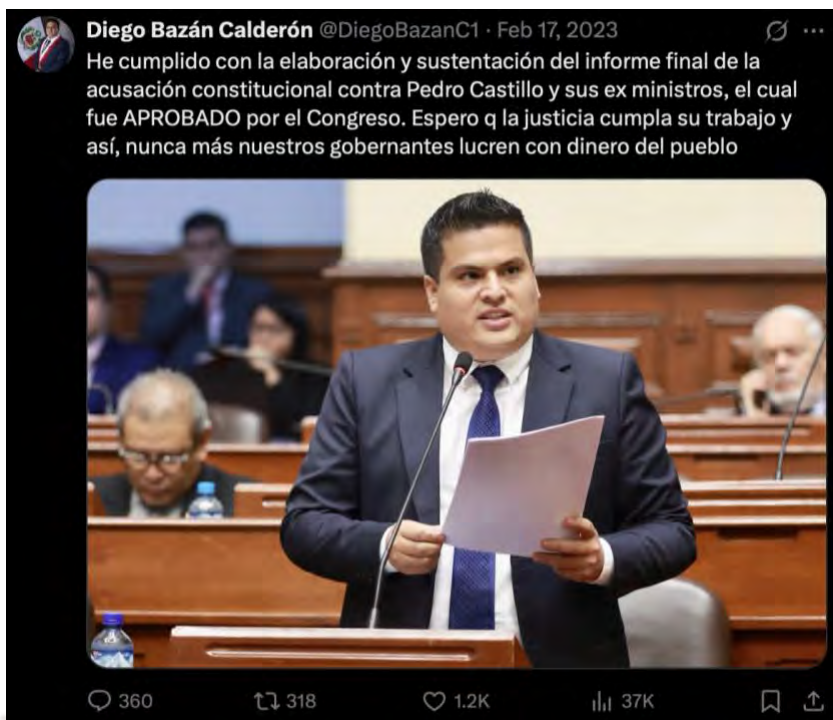 Diego Bazán Calderón @DiegoBazanC1 · Feb 17, 2023
He cumplido con la elaboración y sustentación del informe final de la
acusación constitucional contra Pedro Castillo y sus ex ministros, el cual
fue APROBADO por el Congreso. Espero q la justicia cumpla su trabajo y
así, nunca más nuestros gobernantes lucren con dinero del pueblo
360 318 1.2K 37K